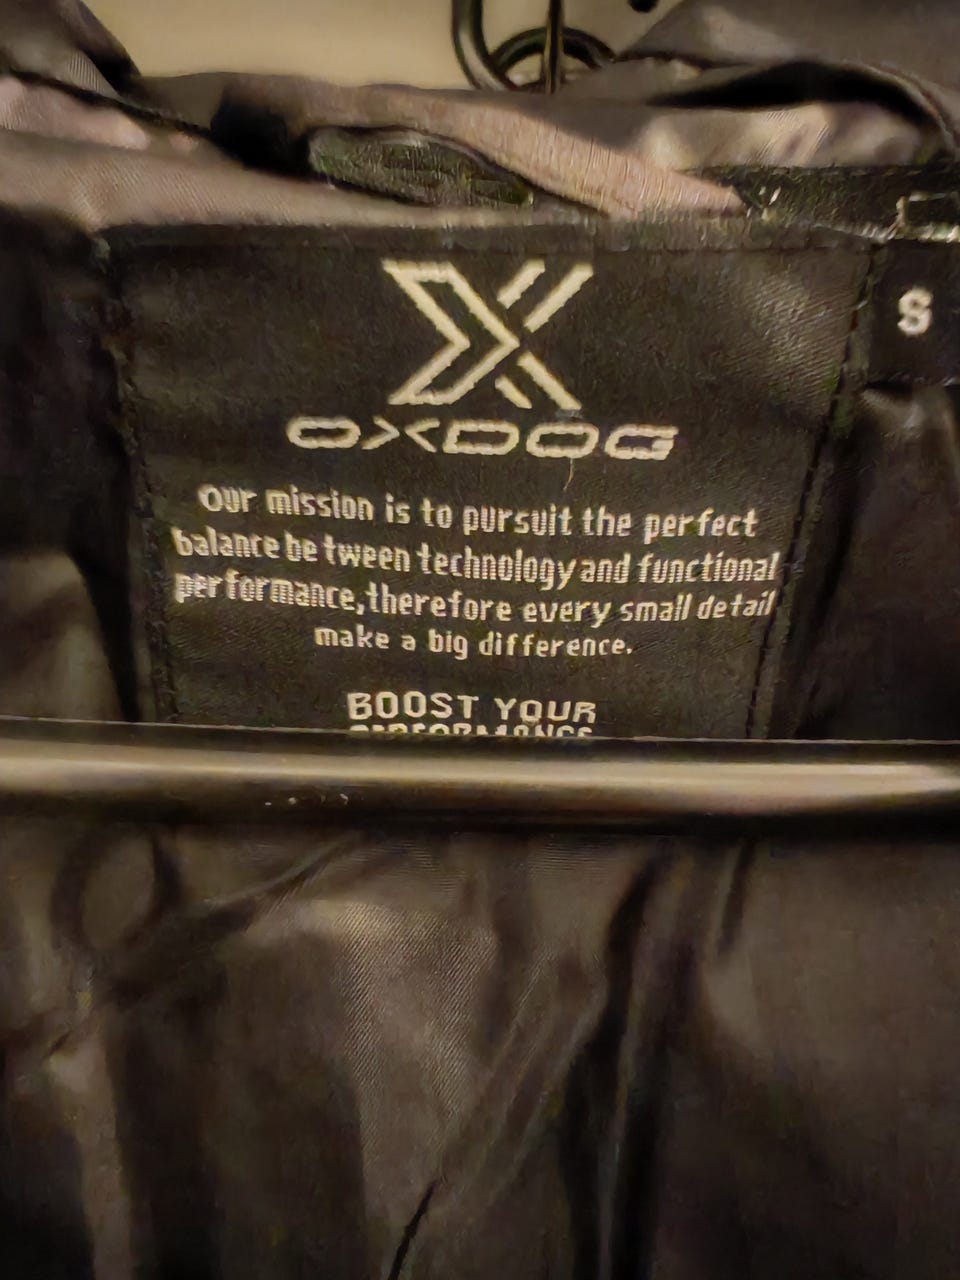 OXDOG
S
our mission is to pursuit the perfect
balance be tween technology and functional
performance, therefore every small detail
make a big difference.
BOOST YOUR
PERFORMANCE